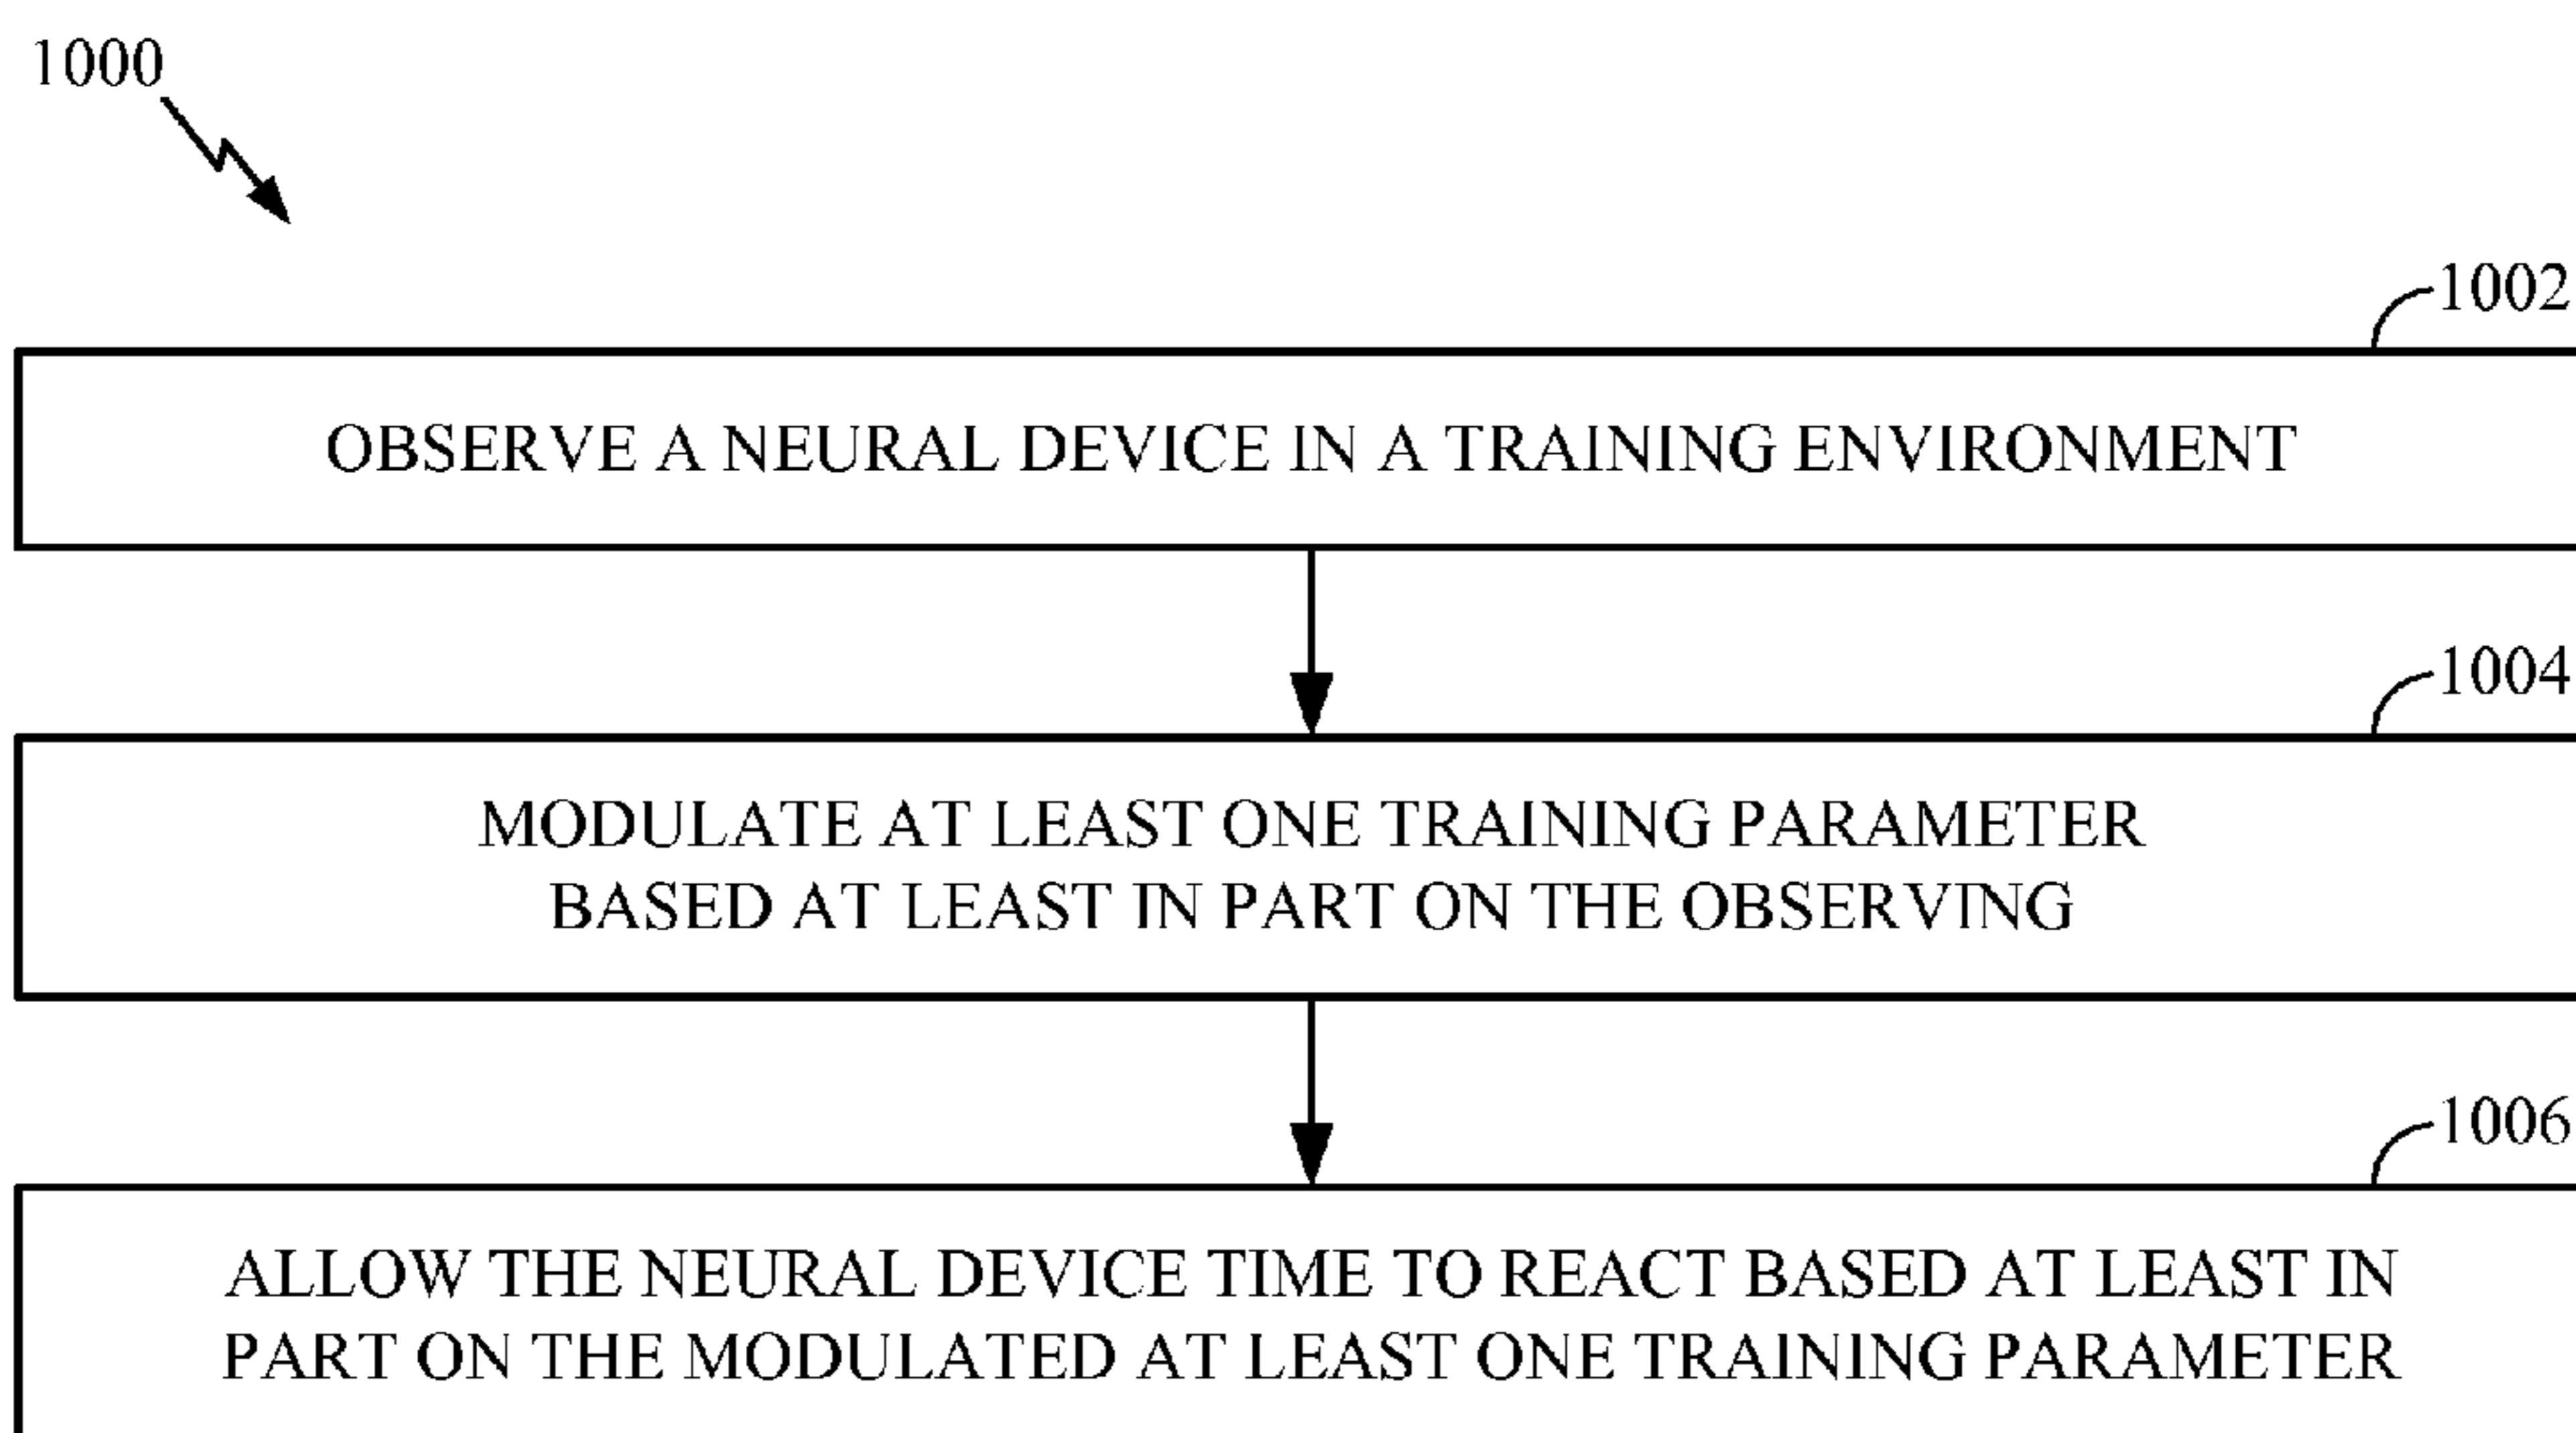 1000
1002
OBSERVE A NEURAL DEVICE IN A TRAINING ENVIRONMENT
1004
MODULATE AT LEAST ONE TRAINING PARAMETER
BASED AT LEAST IN PART ON THE OBSERVING
1006
ALLOW THE NEURAL DEVICE TIME TO REACT BASED AT LEAST IN
PART ON THE MODULATED AT LEAST ONE TRAINING PARAMETER